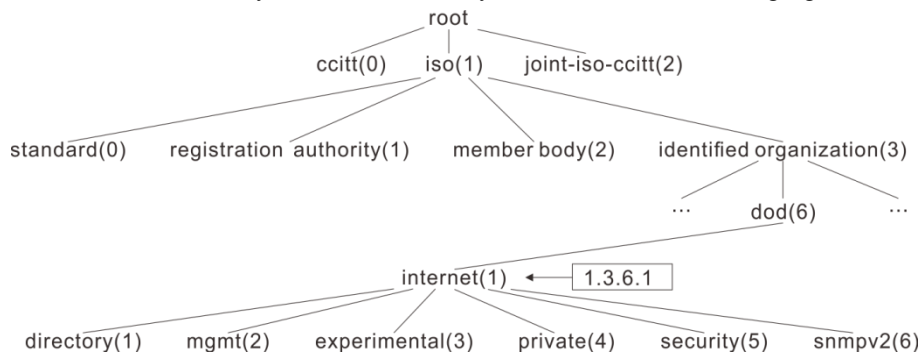 root
ccitt(0) iso(1) joint-iso-ccitt(2)
standard(0) registration authority(1) member body(2) identified organization(3)
... dod(6) ...
internet(1) 1.3.6.1
directory(1) mgmt(2) experimental(3) private(4) security(5) snmpv2(6)